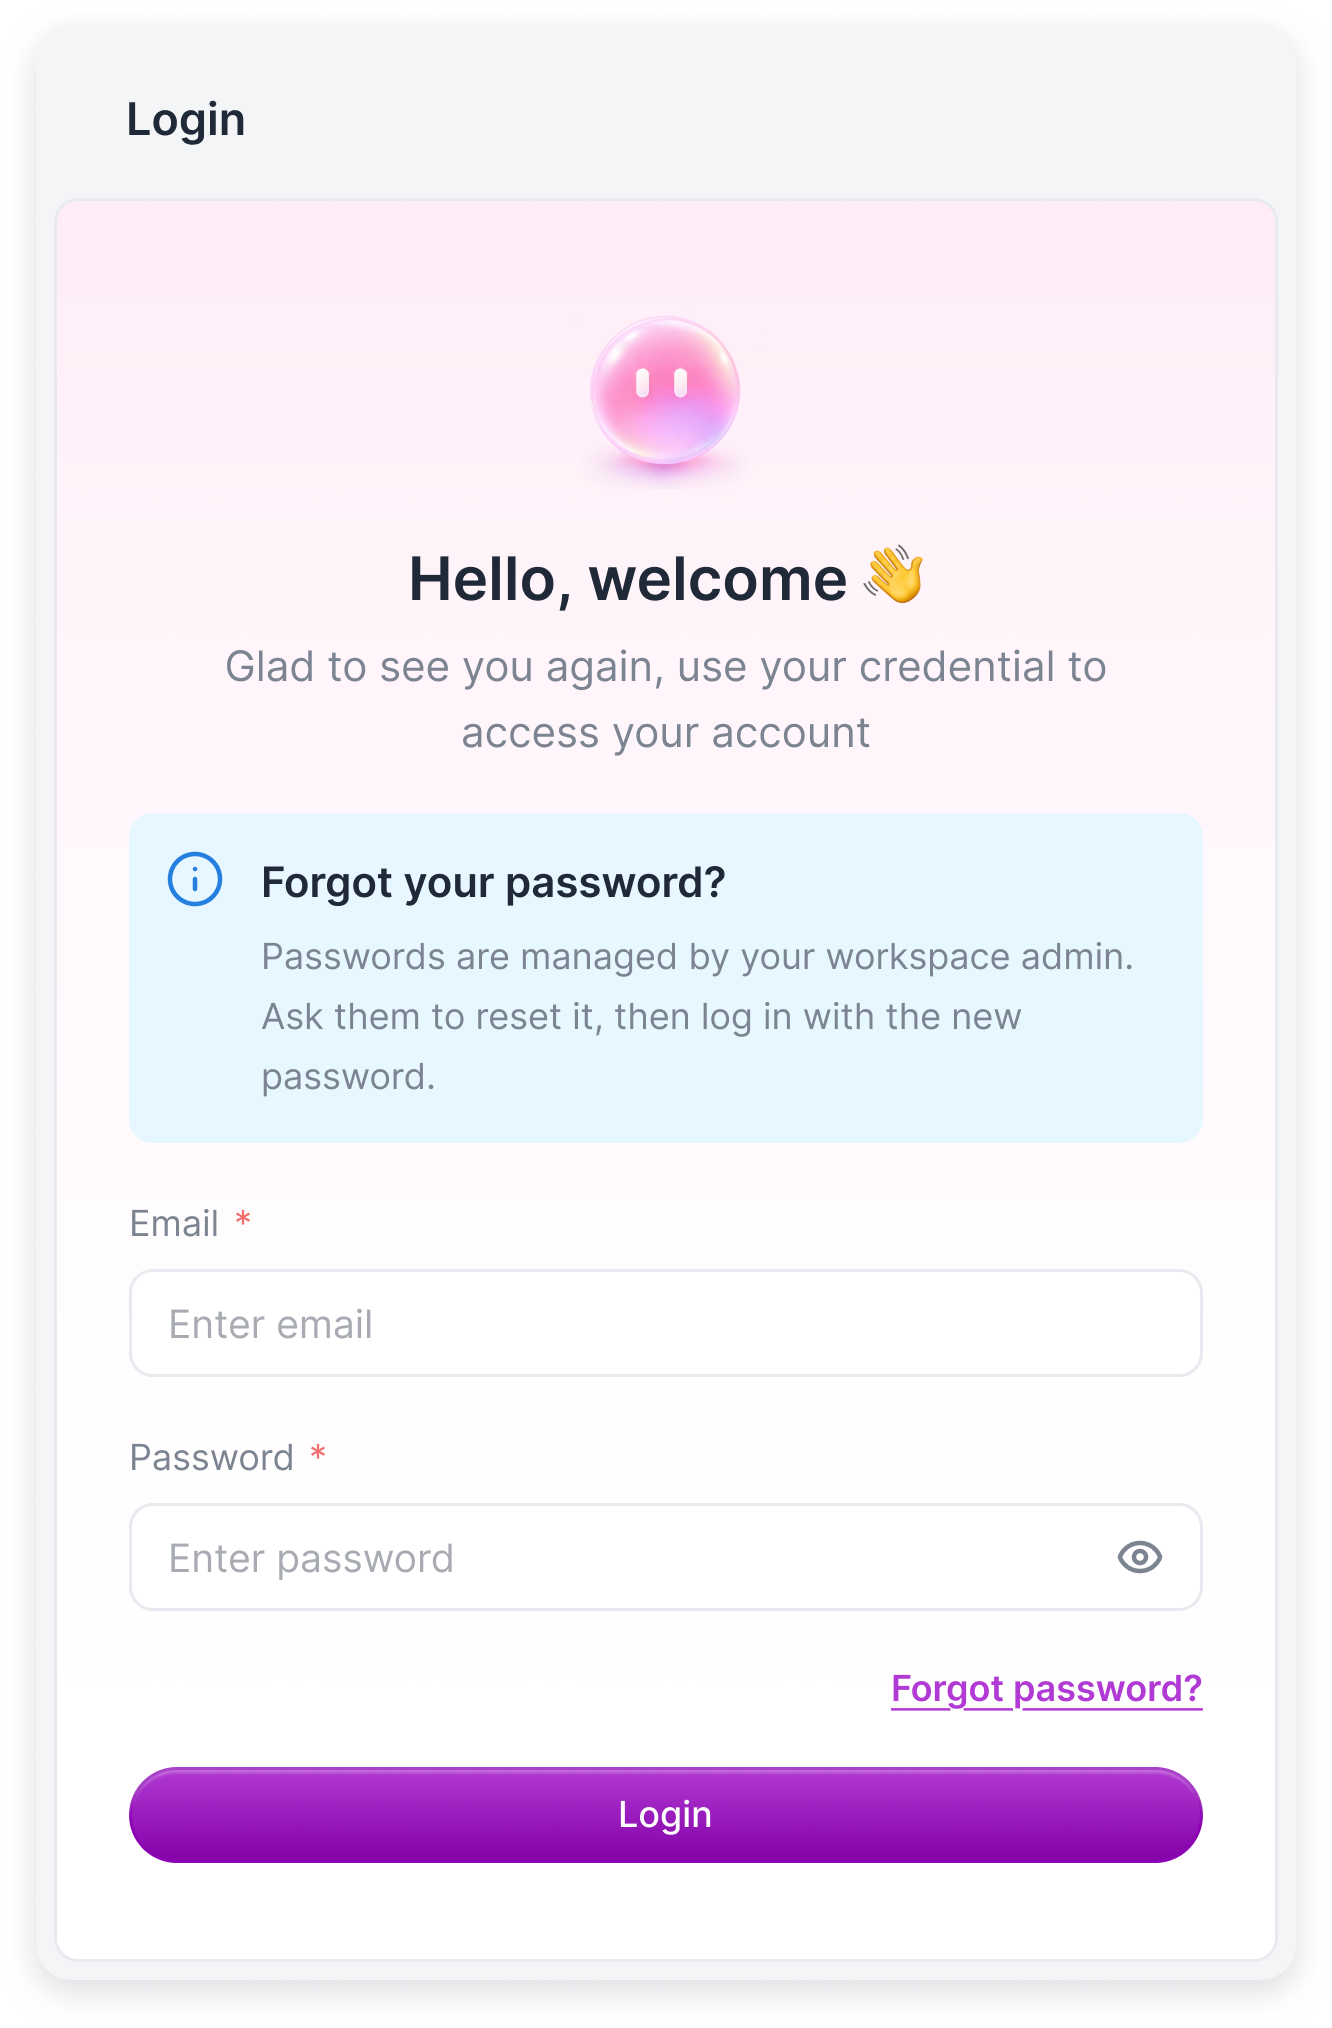 Login
Hello, welcome 👋
Glad to see you again, use your credential to
access your account
Forgot your password?
Passwords are managed by your workspace admin.
Ask them to reset it, then log in with the new
password.
Email *
Enter email
Password *
Enter password
Forgot password?
Login